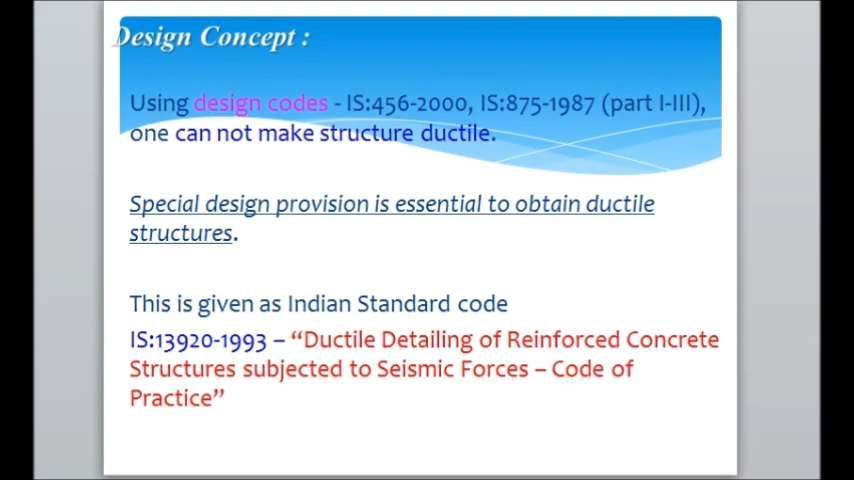 Design Concept :
Using design codes - IS:456-2000, IS:875-1987 (part I-III),
one can not make structure ductile.
Special design provision is essential to obtain ductile
structures.
This is given as Indian Standard code
IS:13920-1993 – “Ductile Detailing of Reinforced Concrete
Structures subjected to Seismic Forces – Code of
Practice”